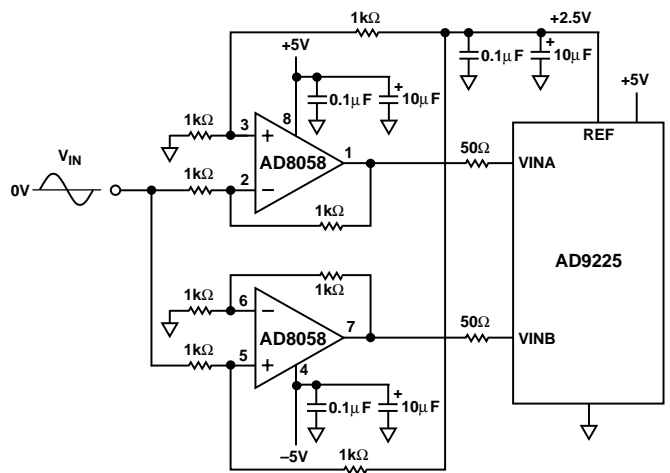 1kΩ
+2.5V
+5V
0.1μF
+
10μF
+5V
0.1μF
+
10μF
REF
1kΩ
3
+
8
AD8058
1
50Ω
VINA
VIN
0V
1kΩ
2
−
1kΩ
AD9225
1kΩ
1kΩ
6
−
AD8058
7
50Ω
VINB
1kΩ
5
+
4
0.1μF
+
10μF
−5V
1kΩ